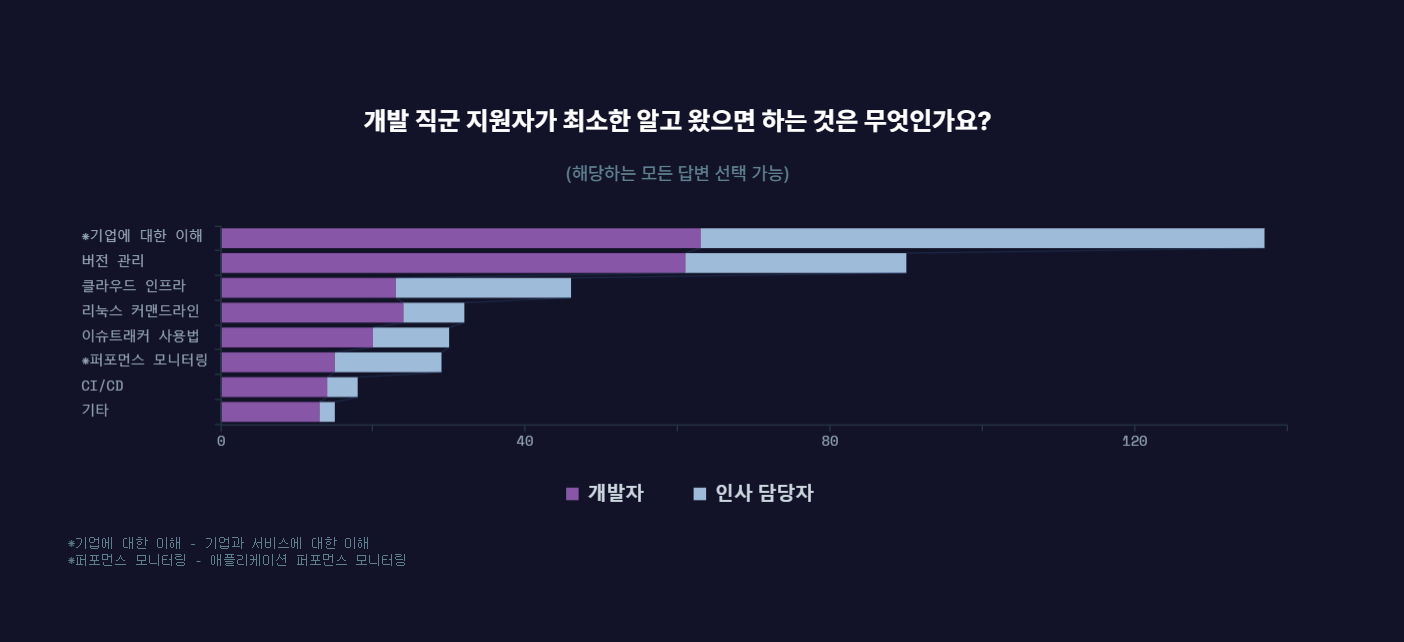 개발 직군 지원자가 최소한 알고 왔으면 하는 것은 무엇인가요?
(해당하는 모든 답변 선택 가능)
*기업에 대한 이해
버전 관리
클라우드 인프라
리눅스 커맨드라인
이슈트래커 사용법
*퍼포먼스 모니터링
CI/CD
기타
0 40 80 120
개발자 인사 담당자
*기업에 대한 이해 - 기업과 서비스에 대한 이해
*퍼포먼스 모니터링 - 애플리케이션 퍼포먼스 모니터링